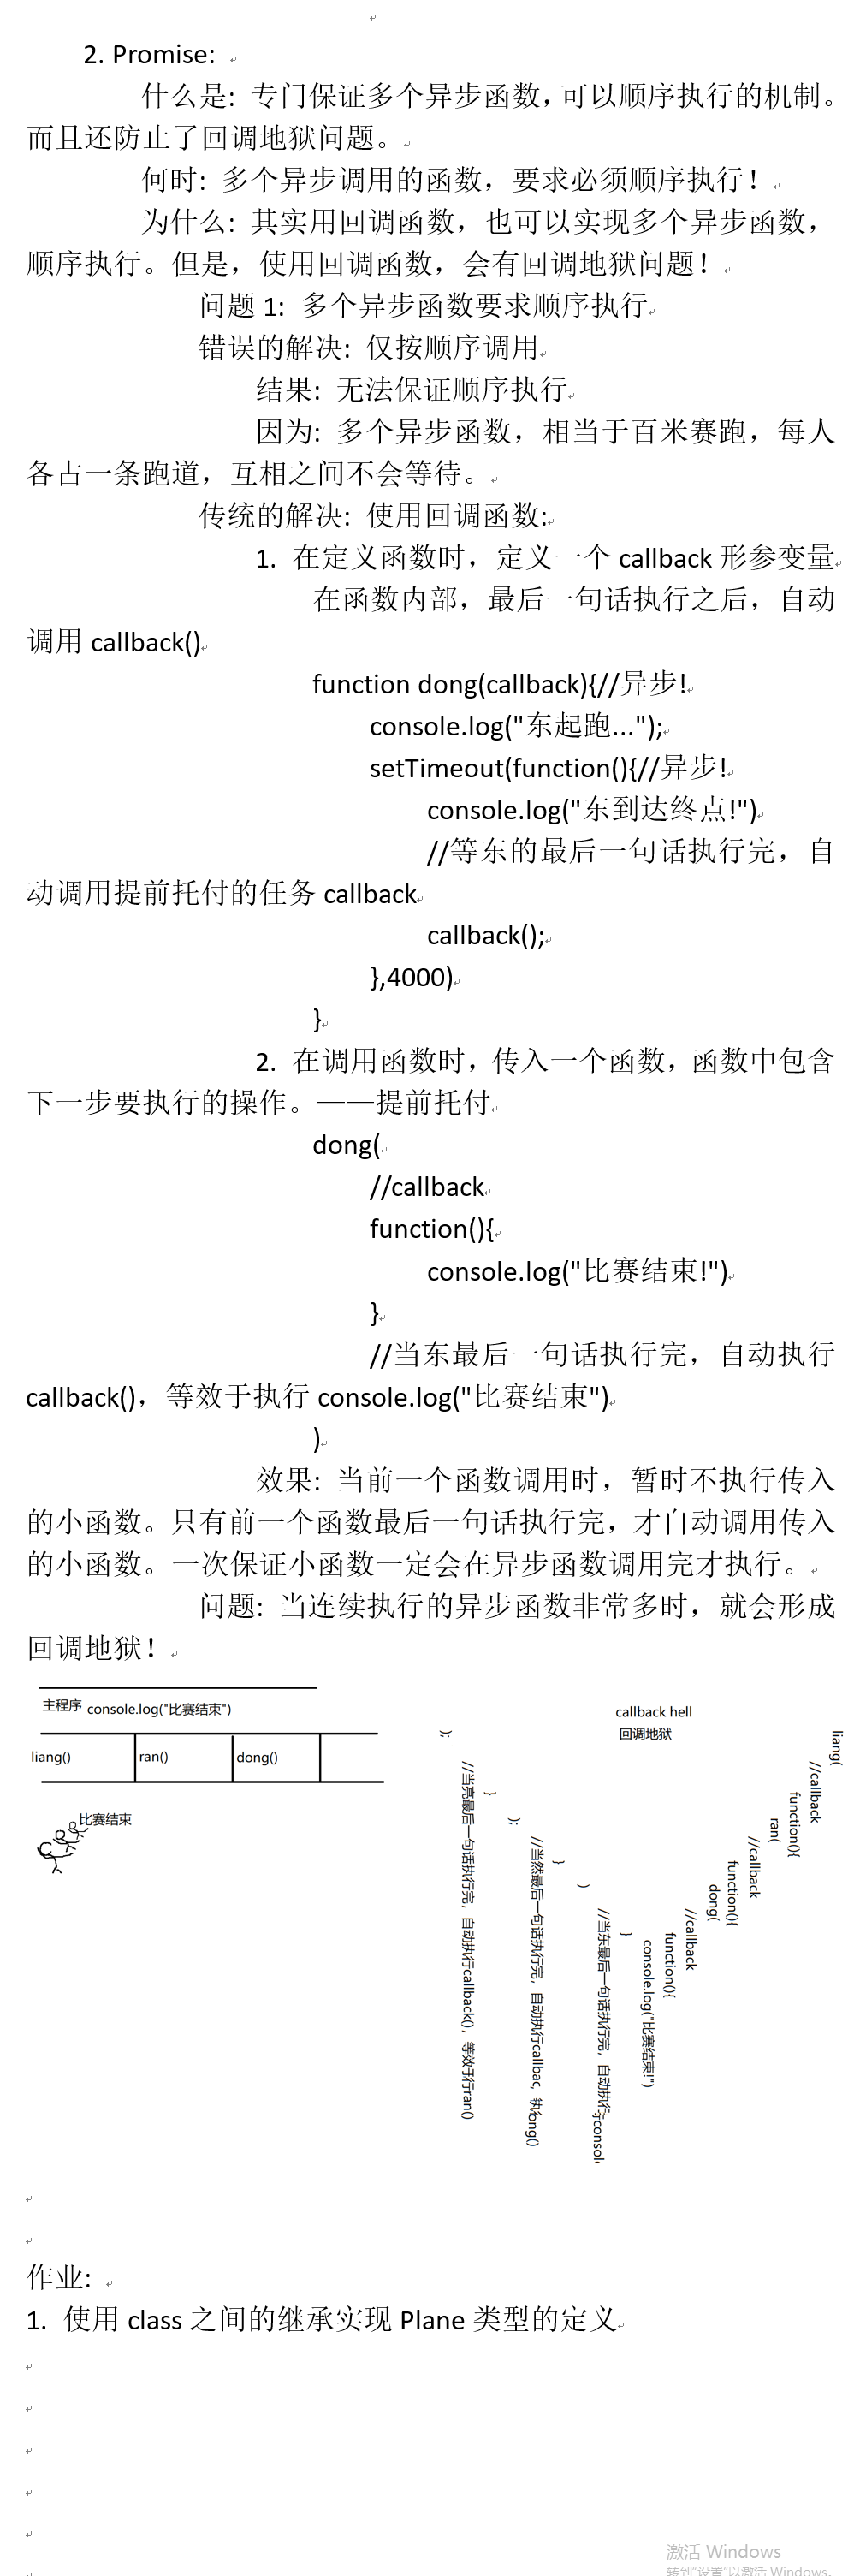 2. Promise:
什么是: 专门保证多个异步函数，可以顺序执行的机制。
而且还防止了回调地狱问题。
何时: 多个异步调用的函数，要求必须顺序执行！
为什么: 其实用回调函数，也可以实现多个异步函数，
顺序执行。但是，使用回调函数，会有回调地狱问题！
问题 1: 多个异步函数要求顺序执行
错误的解决: 仅按顺序调用
结果: 无法保证顺序执行
因为: 多个异步函数，相当于百米赛跑，每人
各占一条跑道，互相之间不会等待。
传统的解决: 使用回调函数:
1. 在定义函数时，定义一个 callback 形参变量
在函数内部，最后一句话执行之后，自动
调用 callback()
function dong(callback){//异步!
console.log("东起跑...");
setTimeout(function(){//异步!
console.log("东到达终点!")
//等东的最后一句话执行完，自
动调用提前托付的任务 callback
callback();
},4000)
}
2. 在调用函数时，传入一个函数，函数中包含
下一步要执行的操作。——提前托付
dong(
//callback
function(){
console.log("比赛结束!")
}
//当东最后一句话执行完，自动执行
callback()，等效于执行 console.log("比赛结束")
)
效果: 当前一个函数调用时，暂时不执行传入
的小函数。只有前一个函数最后一句话执行完，才自动调用传入
的小函数。一次保证小函数一定会在异步函数调用完才执行。
问题: 当连续执行的异步函数非常多时，就会形成
回调地狱！
主程序 console.log("比赛结束")
liang() ran() dong()
比赛结束
callback hell
回调地狱
liang(
//callback
function(){
ran(
//callback
function(){
dong(
//callback
function(){
console.log("比赛结束!")
}
//当东最后一句话执行完，自动执行
)
}
//当然最后一句话执行完，自动执行callbac，
);
}
//当亮最后一句话执行完，自动执行callback()，等效于行ran()
);
作业:
1. 使用 class 之间的继承实现 Plane 类型的定义
激活 Windows
转到"设置"以激活 Windows。